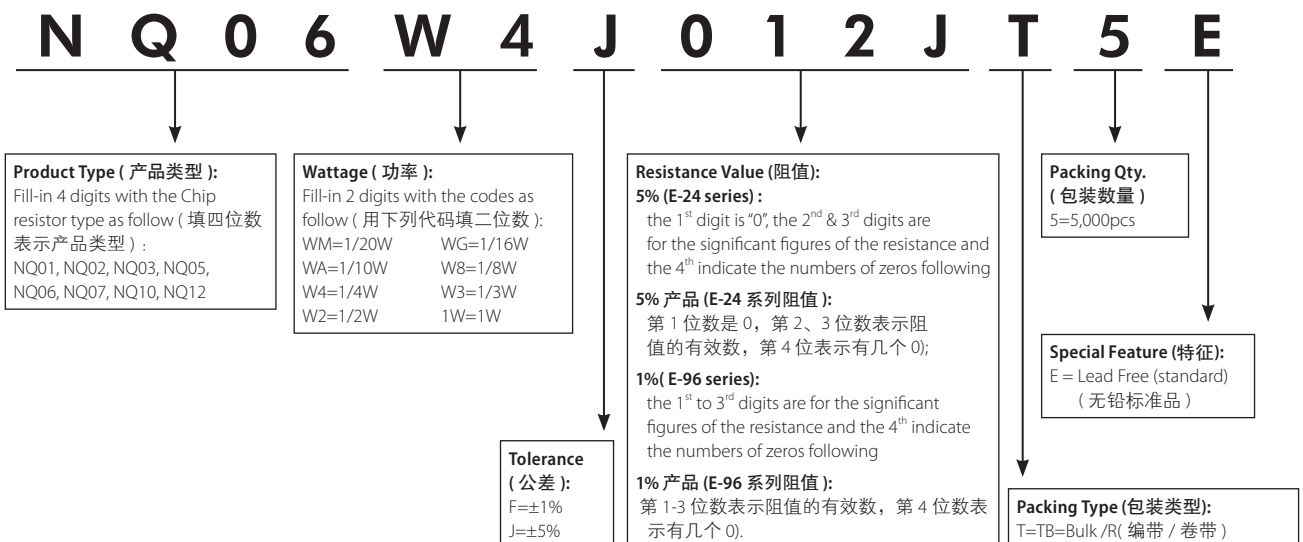 NQ06W4J012JT5E
Product Type ( 产品类型 ):
Fill-in 4 digits with the Chip
resistor type as follow ( 填四位数
表示产品类型 ) :
NQ01, NQ02, NQ03, NQ05,
NQ06, NQ07, NQ10, NQ12
Wattage ( 功率 ):
Fill-in 2 digits with the codes as
follow ( 用下列代码填二位数 ):
WM=1/20W WG=1/16W
WA=1/10W W8=1/8W
W4=1/4W W3=1/3W
W2=1/2W 1W=1W
Tolerance
( 公差 ):
F=±1%
J=±5%
Resistance Value (阻值):
5% (E-24 series) :
the 1st digit is "0", the 2nd & 3rd digits are
for the significant figures of the resistance and
the 4th indicate the numbers of zeros following
5% 产品 (E-24 系列阻值 ):
第 1 位数是 0，第 2、3 位数表示阻
值的有效数，第 4 位表示有几个 0);
1%( E-96 series):
the 1st to 3rd digits are for the significant
figures of the resistance and the 4th indicate
the numbers of zeros following
1% 产品 (E-96 系列阻值 ):
第 1-3 位数表示阻值的有效数，第 4 位数表
示有几个 0).
Packing Qty.
( 包装数量 )
5=5,000pcs
Special Feature (特征):
E = Lead Free (standard)
( 无铅标准品 )
Packing Type (包装类型):
T=TB=Bulk /R( 编带 / 卷带 )